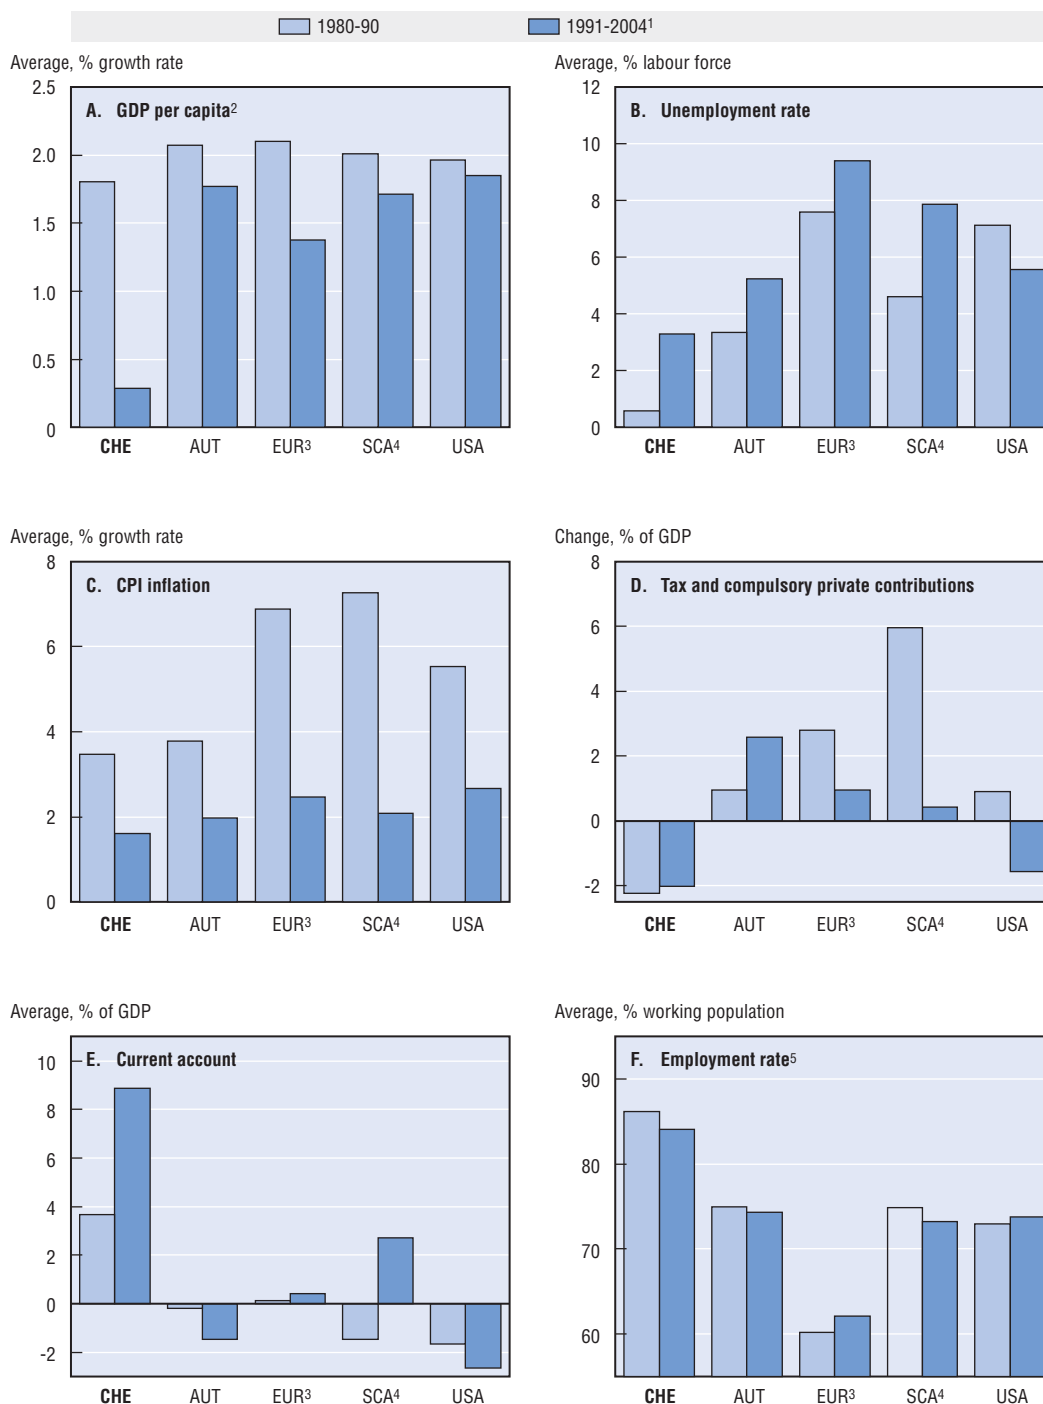 1980-90 1991-2004¹
Average, % growth rate
2.5
2.0
1.5
1.0
0.5
0
A. GDP per capita²
CHE AUT EUR³ SCA⁴ USA
Average, % labour force
12
10
8
6
4
2
0
B. Unemployment rate
CHE AUT EUR³ SCA⁴ USA
Average, % growth rate
8
6
4
2
0
C. CPI inflation
CHE AUT EUR³ SCA⁴ USA
Change, % of GDP
8
6
4
2
0
-2
D. Tax and compulsory private contributions
CHE AUT EUR³ SCA⁴ USA
Average, % of GDP
10
8
6
4
2
0
-2
E. Current account
CHE AUT EUR³ SCA⁴ USA
Average, % working population
90
80
70
60
F. Employment rate⁵
CHE AUT EUR³ SCA⁴ USA